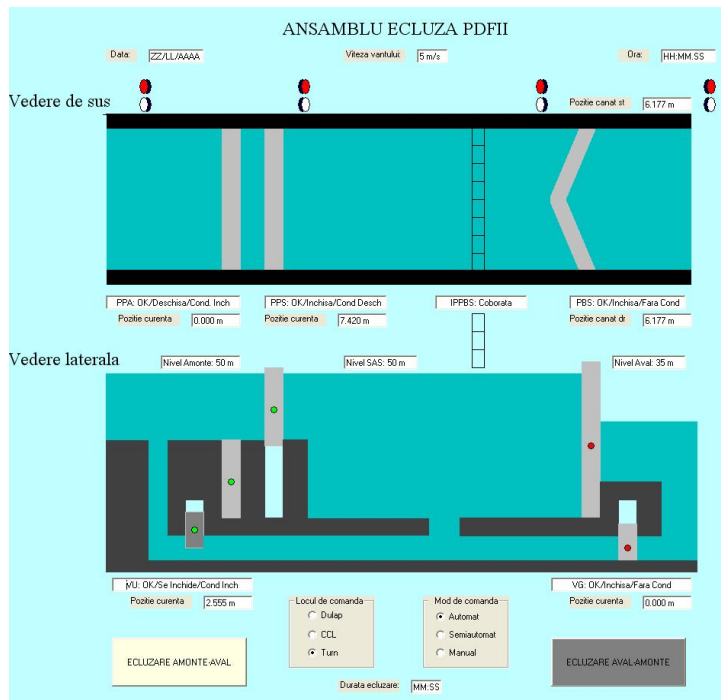 ANSAMBLU ECLUZA PDFII
Data: ZZ/LL/AAAA Viteza vantului: 5 m/s Ora: HH:MM.SS
Vedere de sus Pozitie canat st 6.177 m
PPA: OK/Deschisa/Cond. Inch PPS: OK/Inchisa/Cond Desch IPPBS: Coborata PBS: OK/Inchisa/Fara Cond
Pozitie curenta 0.000 m Pozitie curenta 7.420 m Pozitie canat dr 6.177 m
Vedere laterala Nivel Amonte: 50 m Nivel SAS: 50 m Nivel Aval: 35 m
VU: OK/Se Inchide/Cond Inch VG: OK/Inchisa/Fara Cond
Pozitie curenta 2.555 m Pozitie curenta 0.000 m
Locul de comanda Mod de comanda
Dulap Automat
CCL Semiautomat
Turn Manual
ECLUZARE AMONTE-AVAL ECLUZARE AVAL-AMONTE
Durata ecluzare: MM:SS